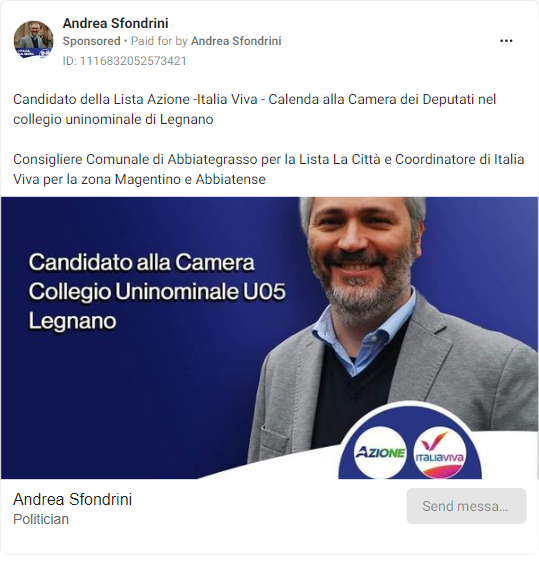 Andrea Sfondrini
Sponsored • Paid for by Andrea Sfondrini
ID: 1116832052573421
Candidato della Lista Azione -Italia Viva - Calenda alla Camera dei Deputati nel
collegio uninominale di Legnano
Consigliere Comunale di Abbiategrasso per la Lista La Città e Coordinatore di Italia
Viva per la zona Magentino e Abbiatense
Candidato alla Camera
Collegio Uninominale U05
Legnano
AZIONE
ITALIAVIVA
Andrea Sfondrini
Politician
Send messa...